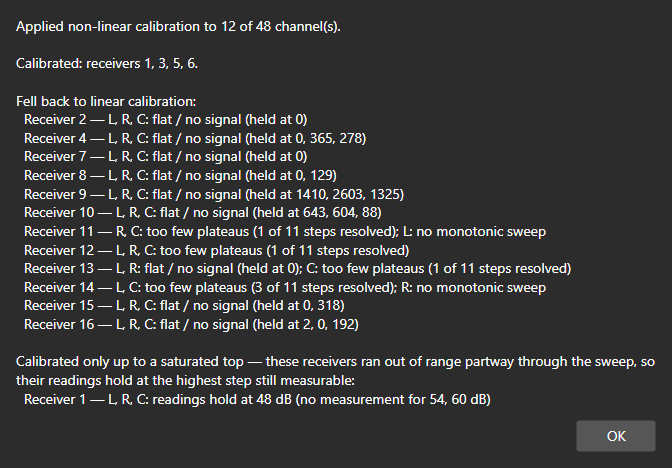 Applied non-linear calibration to 12 of 48 channel(s).
Calibrated: receivers 1, 3, 5, 6.
Fell back to linear calibration:
Receiver 2 — L, R, C: flat / no signal (held at 0)
Receiver 4 — L, R, C: flat / no signal (held at 0, 365, 278)
Receiver 7 — L, R, C: flat / no signal (held at 0)
Receiver 8 — L, R, C: flat / no signal (held at 0, 129)
Receiver 9 — L, R, C: flat / no signal (held at 1410, 2603, 1325)
Receiver 10 — L, R, C: flat / no signal (held at 643, 604, 88)
Receiver 11 — R, C: too few plateaus (1 of 11 steps resolved); L: no monotonic sweep
Receiver 12 — L, R, C: too few plateaus (1 of 11 steps resolved)
Receiver 13 — L, R: flat / no signal (held at 0); C: too few plateaus (1 of 11 steps resolved)
Receiver 14 — L, C: too few plateaus (3 of 11 steps resolved); R: no monotonic sweep
Receiver 15 — L, R, C: flat / no signal (held at 0, 318)
Receiver 16 — L, R, C: flat / no signal (held at 2, 0, 192)
Calibrated only up to a saturated top — these receivers ran out of range partway through the sweep, so
their readings hold at the highest step still measurable:
Receiver 1 — L, R, C: readings hold at 48 dB (no measurement for 54, 60 dB)
OK